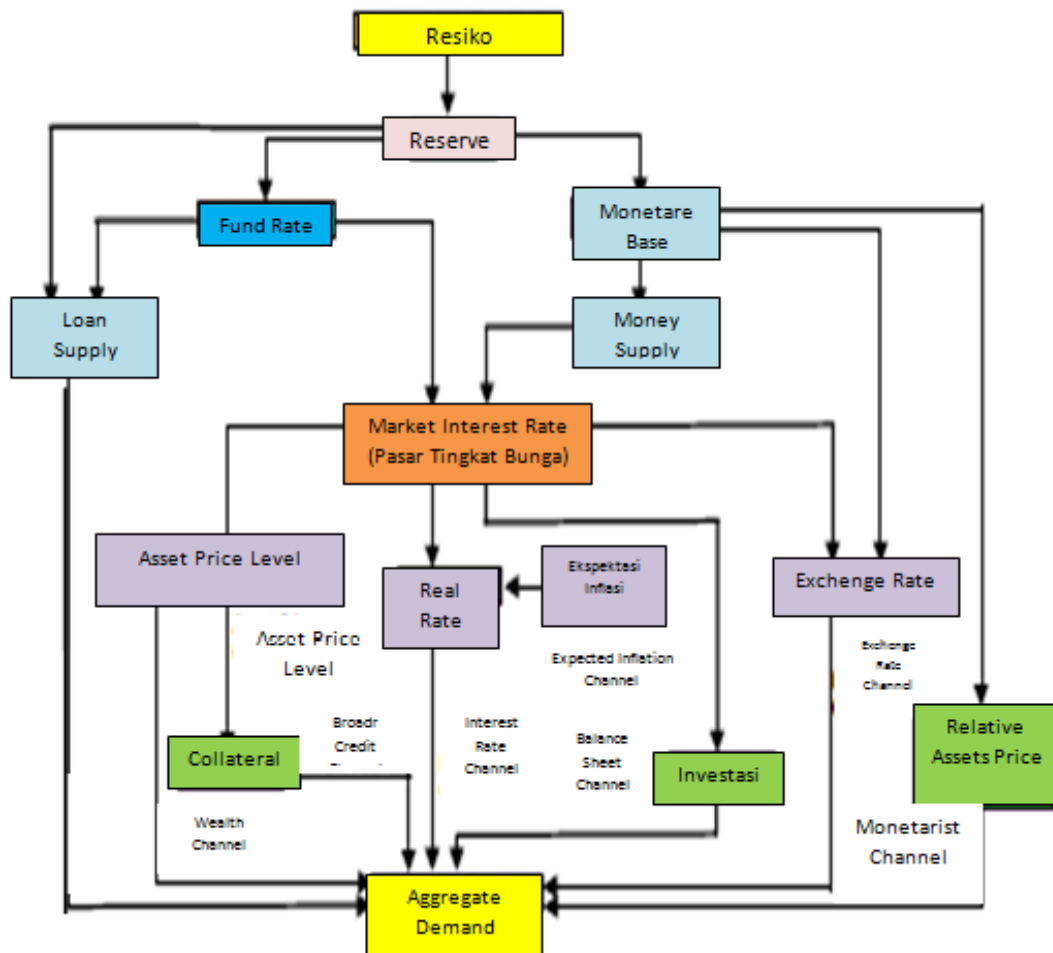 Resiko
Reserve
Fund Rate
Monetare
Base
Loan
Supply
Money
Supply
Market Interest Rate
(Pasar Tingkat Bunga)
Asset Price Level
Real
Rate
Ekspektasi
Inflasi
Exchenge Rate
Asset Price
Level
Expected Inflation
Channel
Exchenge
Rate
Channel
Broadr
Credit
Interest
Rate
Channel
Balance
Sheet
Channel
Relative
Assets Price
Collateral
Investasi
Wealth
Channel
Monetarist
Channel
Aggregate
Demand